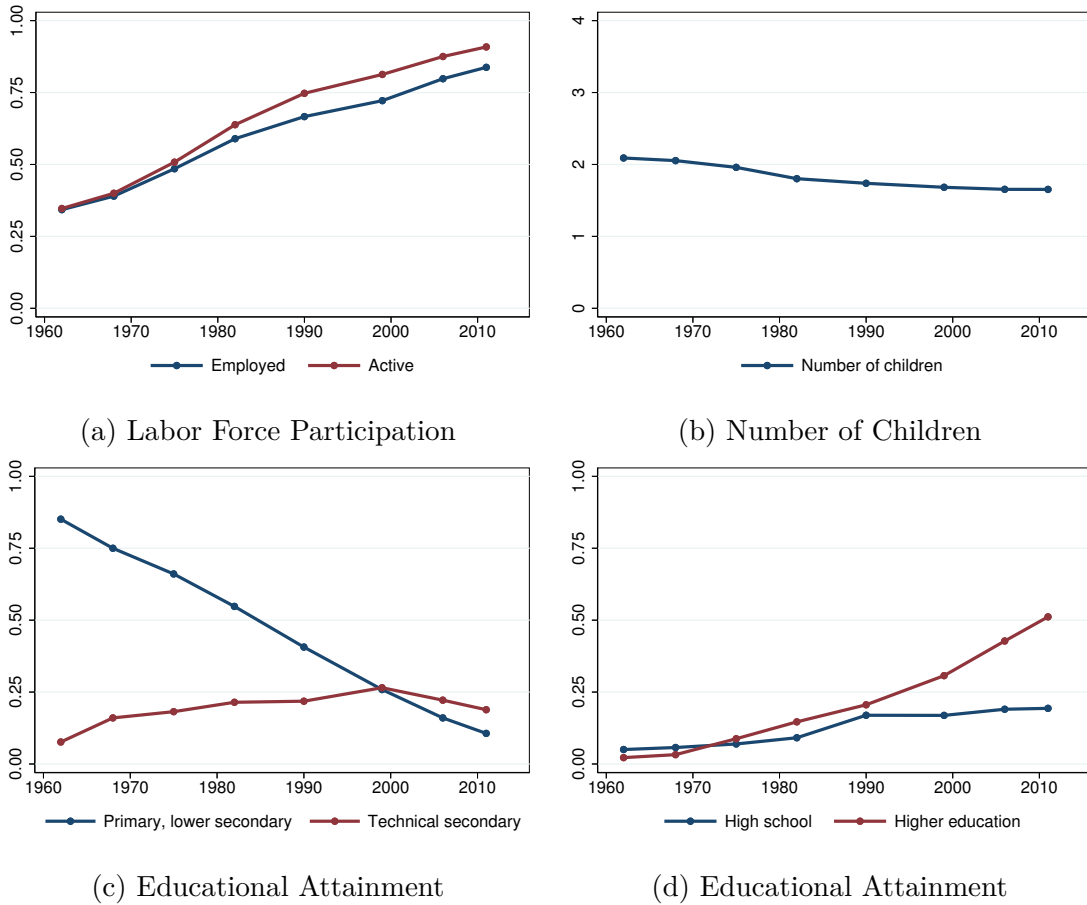 1.00
0.75
0.50
0.25
0.00
1960 1970 1980 1990 2000 2010
Employed Active
(a) Labor Force Participation
4
3
2
1
0
1960 1970 1980 1990 2000 2010
Number of children
(b) Number of Children
1.00
0.75
0.50
0.25
0.00
1960 1970 1980 1990 2000 2010
Primary, lower secondary Technical secondary
(c) Educational Attainment
1.00
0.75
0.50
0.25
0.00
1960 1970 1980 1990 2000 2010
High school Higher education
(d) Educational Attainment